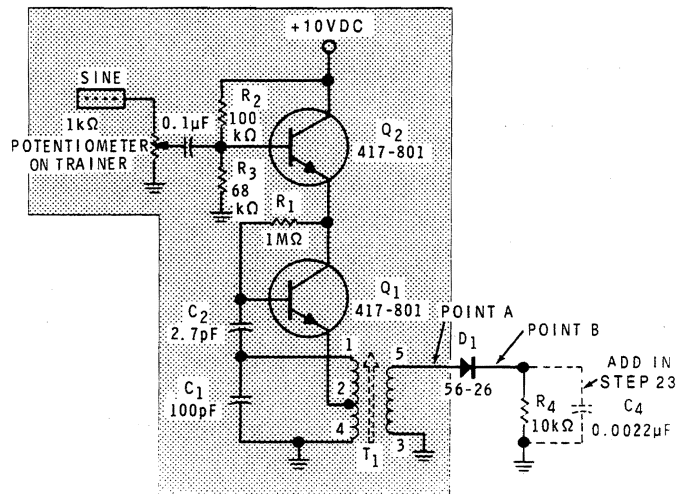 +10VDC
SINE
1kΩ
POTENTIOMETER
ON TRAINER
0.1μF
R2
100
kΩ
R3
68
kΩ
Q2
417-801
R1
1MΩ
Q1
417-801
C2
2.7pF
C1
100pF
1
2
4
T1
5
3
POINT A
D1
56-26
POINT B
ADD IN
STEP 23
R4
10kΩ
C4
0.0022μF